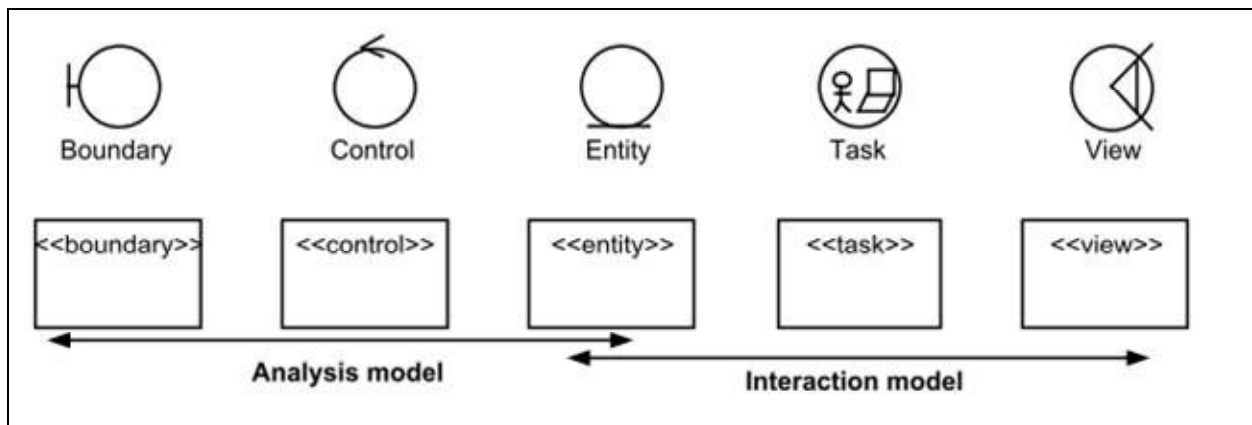 Boundary Control Entity Task View
<<boundary>> <<control>> <<entity>> <<task>> <<view>>
Analysis model
Interaction model